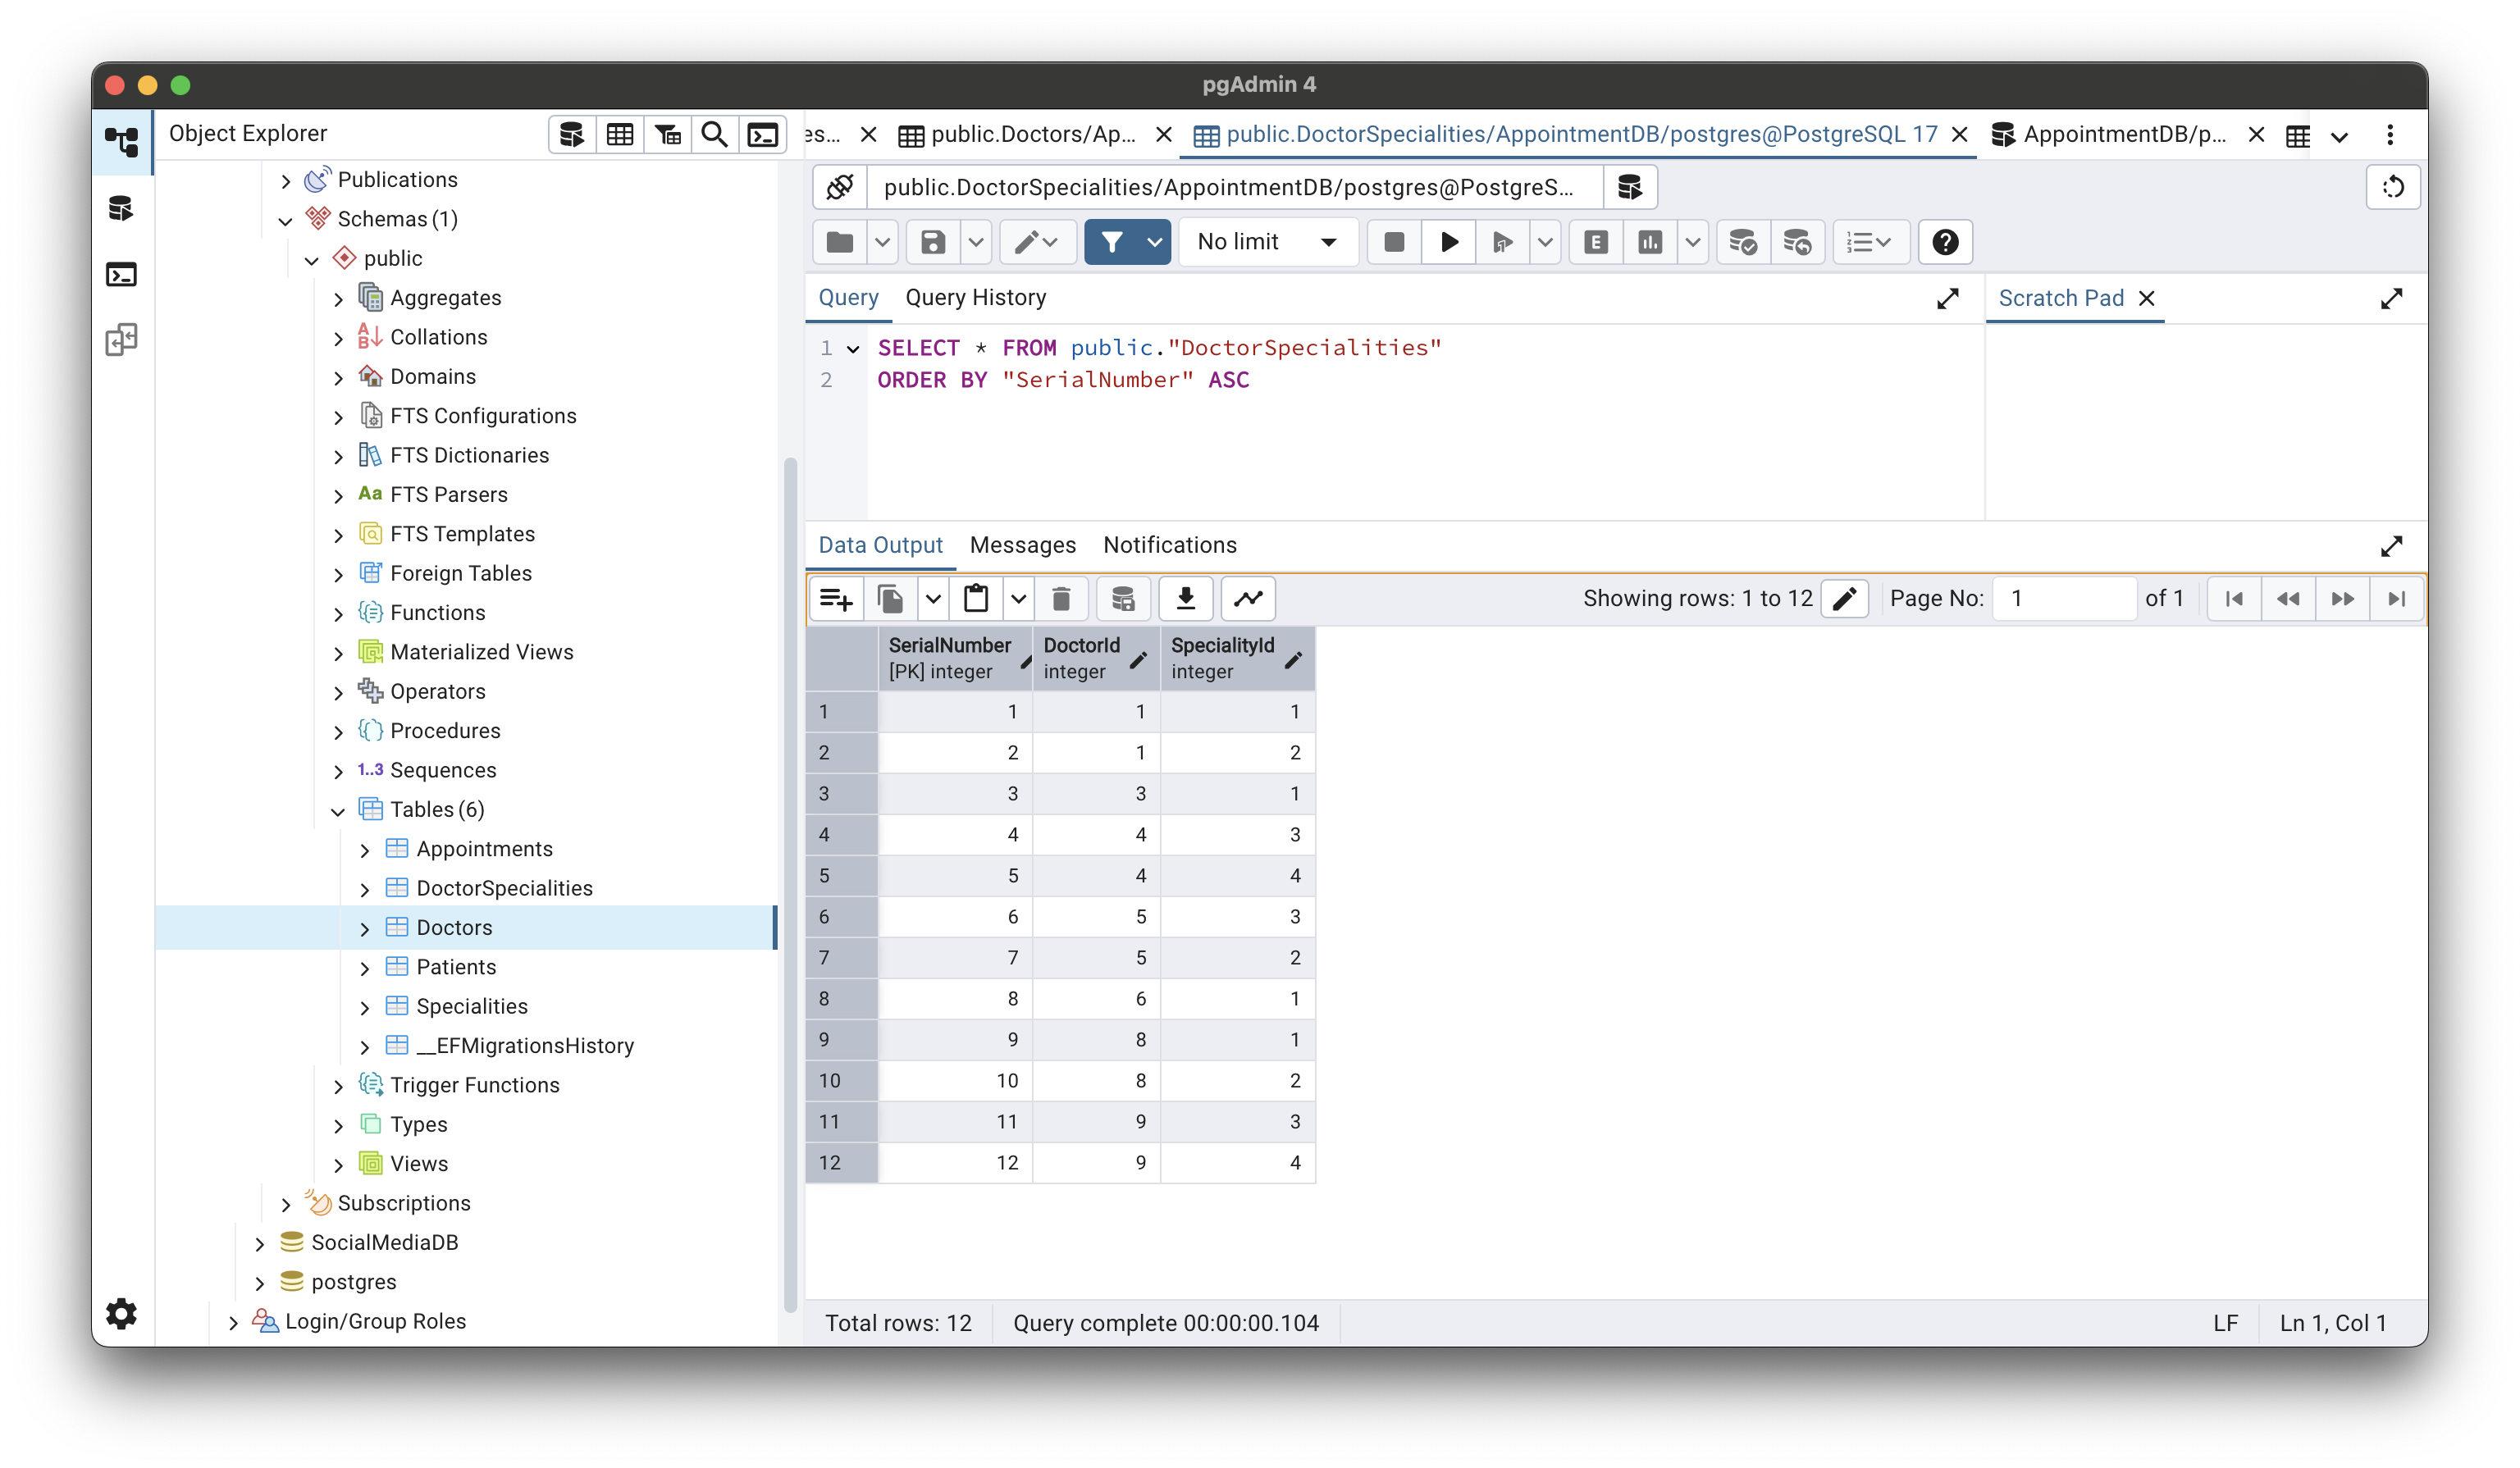 pgAdmin 4
Object Explorer
es...
public.Doctors/Ap...
public.DoctorSpecialities/AppointmentDB/postgres@PostgreSQL 17
AppointmentDB/p...
public.DoctorSpecialities/AppointmentDB/postgres@PostgreS...
No limit
E
Query
Query History
Scratch Pad
1 SELECT * FROM public."DoctorSpecialities"
2 ORDER BY "SerialNumber" ASC
Data Output
Messages
Notifications
Showing rows: 1 to 12
Page No:
1
of 1
SerialNumber
[PK] integer
DoctorId
integer
SpecialityId
integer
1 1 1 1
2 2 1 2
3 3 3 1
4 4 4 3
5 5 4 4
6 6 5 3
7 7 5 2
8 8 6 1
9 9 8 1
10 10 8 2
11 11 9 3
12 12 9 4
Total rows: 12
Query complete 00:00:00.104
LF
Ln 1, Col 1
Publications
Schemas (1)
public
Aggregates
Collations
Domains
FTS Configurations
FTS Dictionaries
Aa FTS Parsers
FTS Templates
Foreign Tables
Functions
Materialized Views
Operators
Procedures
1..3 Sequences
Tables (6)
Appointments
DoctorSpecialities
Doctors
Patients
Specialities
__EFMigrationsHistory
Trigger Functions
Types
Views
Subscriptions
SocialMediaDB
postgres
Login/Group Roles